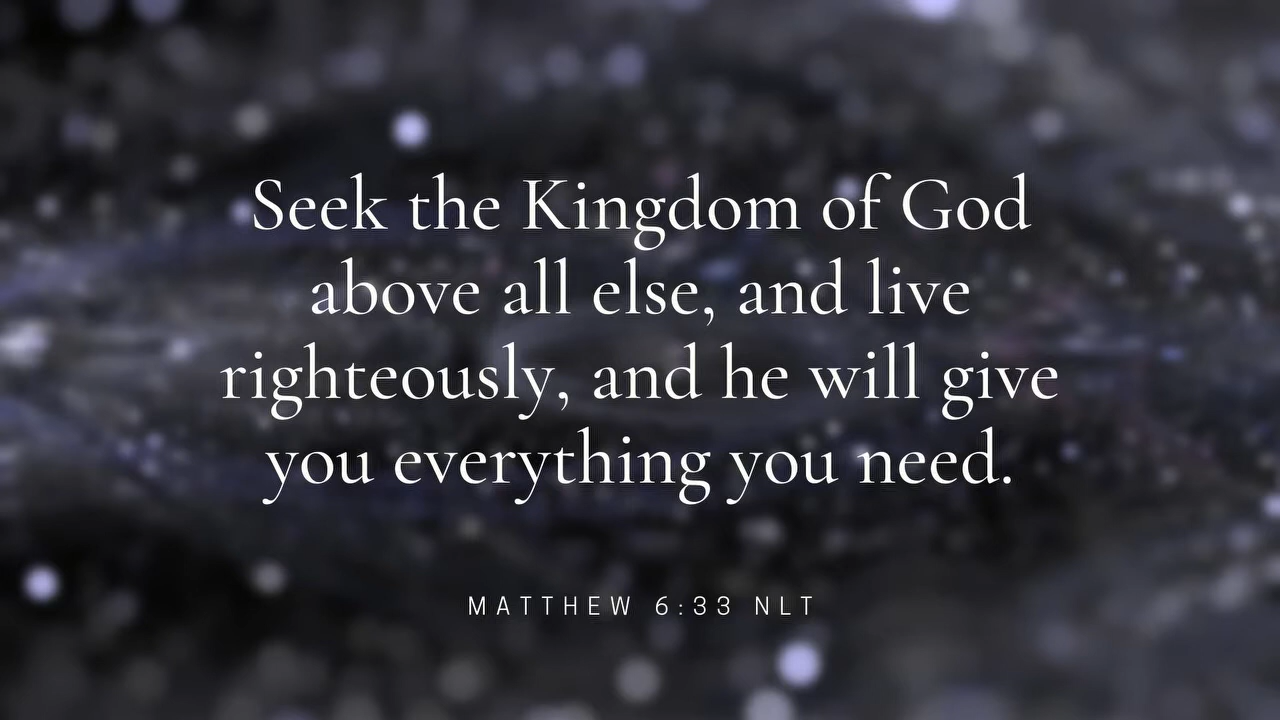 Seek the Kingdom of God
above all else, and live
righteously, and he will give
you everything you need.
MATTHEW 6:33 NLT